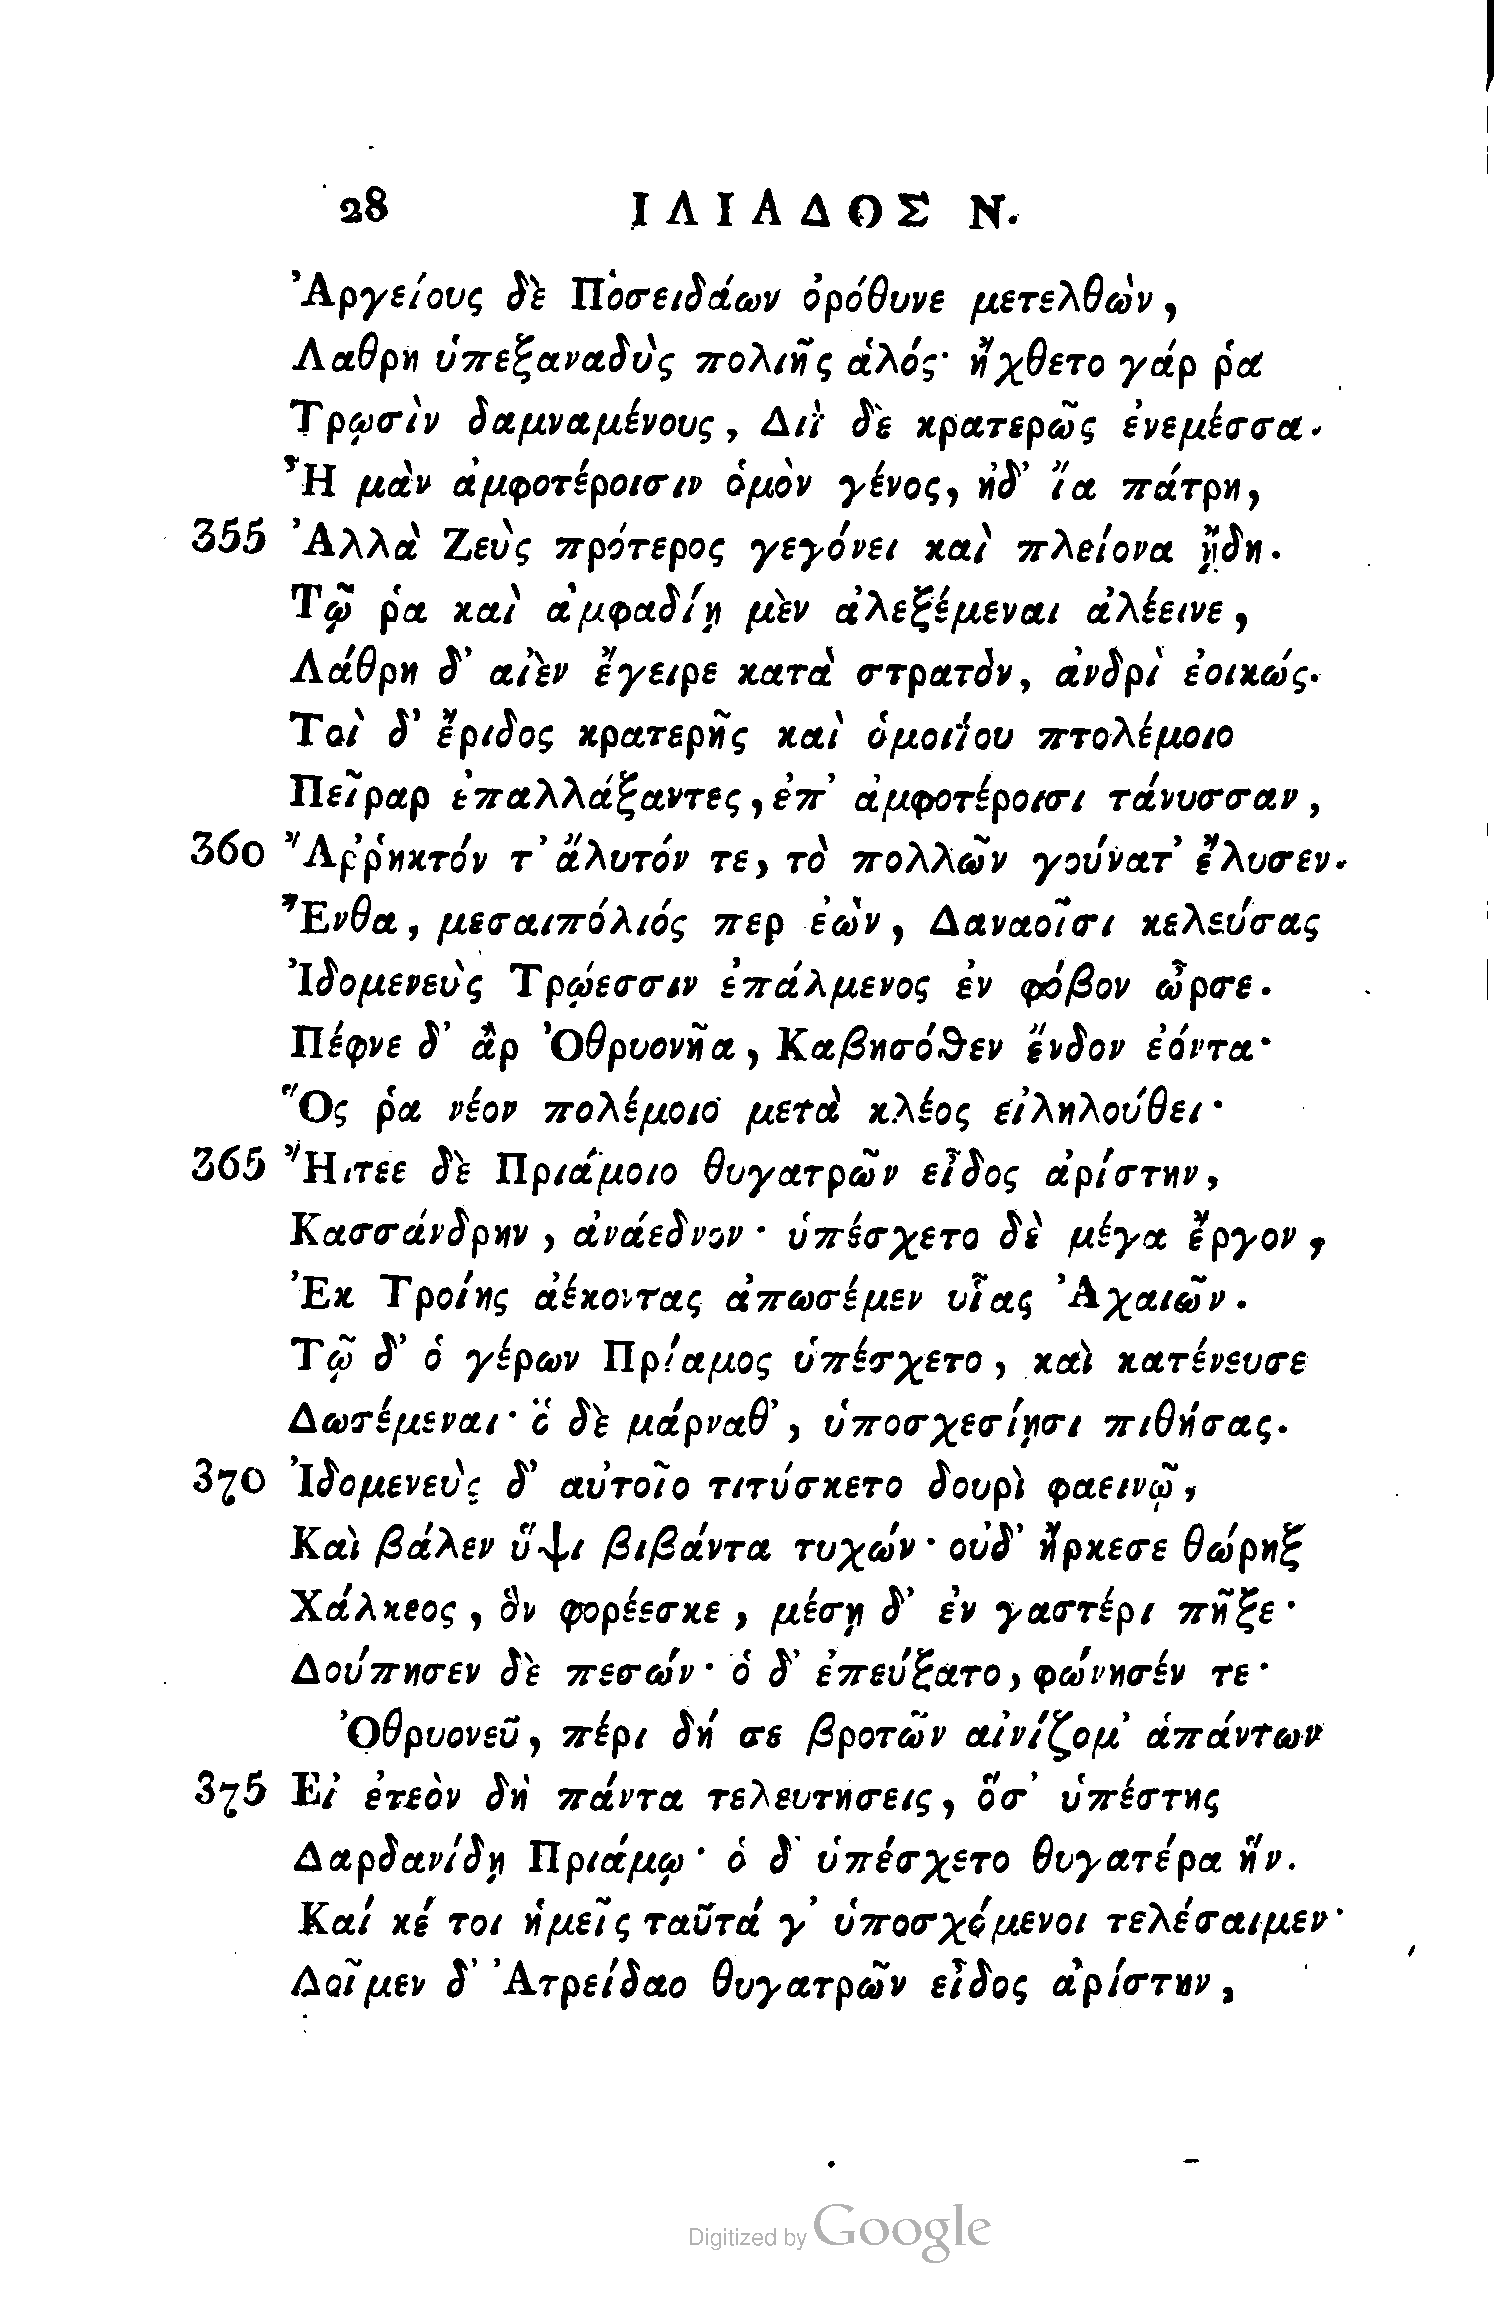 28 ΙΛΙΑΔΟΣ Ν.
Ἀργείους δὲ Ποσειδάων ὀρόθυνε μετελθὼν,
Λαθρη ὑπεξαναδὺς πολιῆς ἁλός· ἤχθετο γάρ ῥα
Τρῳσὶν δαμναμένους, Διῒ δὲ κρατερῶς ἐνεμέσσα.
Ἦ μὰν ἀμφοτέροισιν ὁμὸν γένος, ἠδ' ἴα πάτρη,
355 Ἀλλὰ Ζεὺς πρότερος γεγόνει καὶ πλείονα ᾔδη.
Τῷ ῥα καὶ ἀμφαδίῃ μὲν ἀλεξέμεναι ἀλέεινε,
Λάθρη δ' αἰὲν ἔγειρε κατὰ στρατὸν, ἀνδρὶ ἐοικώς.
Τοὶ δ' ἔριδος κρατερῆς καὶ ὁμοιΐου πτολέμοιο
Πεῖραρ ἐπαλλάξαντες, ἐπ' ἀμφοτέροισι τάνυσσαν,
360 Ἄῤῥηκτόν τ' ἄλυτόν τε, τὸ πολλῶν γούνατ' ἔλυσεν.
Ἔνθα, μεσαιπόλιός περ ἐὼν, Δαναοῖσι κελεύσας
Ἰδομενεὺς Τρῴεσσιν ἐπάλμενος ἐν φόβον ὦρσε.
Πέφνε δ' ἂρ Ὀθρυονῆα, Καβησόθεν ἔνδον ἐόντα·
Ὅς ῥα νέον πολέμοιο μετὰ κλέος εἰληλούθει·
365 Ἤιτεε δὲ Πριάμοιο θυγατρῶν εἶδος ἀρίστην,
Κασσάνδρην, ἀνάεδνον· ὑπέσχετο δὲ μέγα ἔργον,
Ἐκ Τροίης ἀέκοντας ἀπωσέμεν υἷας Ἀχαιῶν.
Τῷ δ' ὁ γέρων Πρίαμος ὑπέσχετο, καὶ κατένευσε
Δωσέμεναι· ὁ δὲ μάρναθ', ὑποσχεσίῃσι πιθήσας.
370 Ἰδομενεὺς δ' αὐτοῖο τιτύσκετο δουρὶ φαεινῷ,
Καὶ βάλεν ὕψι βιβάντα τυχών· οὐδ' ἤρκεσε θώρηξ
Χάλκεος, ὃν φορέεσκε, μέσῃ δ' ἐν γαστέρι πῆξε·
Δούπησεν δὲ πεσών· ὁ δ' ἐπεύξατο, φώνησέν τε·
Ὀθρυονεῦ, πέρι δή σε βροτῶν αἰνίζομ' ἁπάντων
375 Εἰ ἐτεὸν δὴ πάντα τελευτήσεις, ὅσ' ὑπέστης
Δαρδανίδῃ Πριάμῳ· ὁ δ' ὑπέσχετο θυγατέρα ἥν.
Καί κέ τοι ἡμεῖς ταῦτά γ' ὑποσχόμενοι τελέσαιμεν·
Δοῖμεν δ' Ἀτρείδαο θυγατρῶν εἶδος ἀρίστην,
Digitized by Google